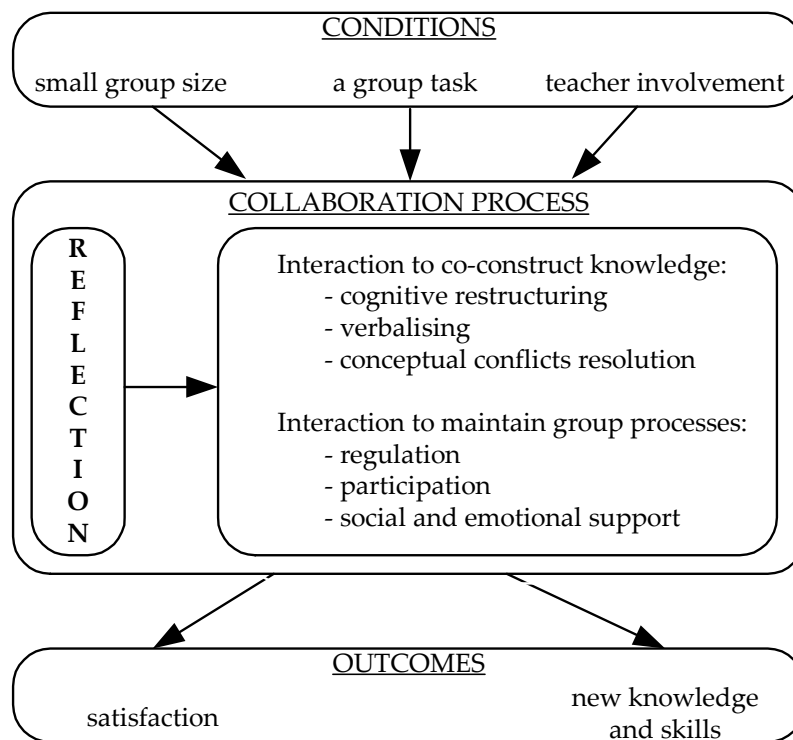 CONDITIONS
small group size a group task teacher involvement
COLLABORATION PROCESS
REFLECTION
Interaction to co-construct knowledge:
- cognitive restructuring
- verbalising
- conceptual conflicts resolution
Interaction to maintain group processes:
- regulation
- participation
- social and emotional support
OUTCOMES
satisfaction
new knowledge
and skills